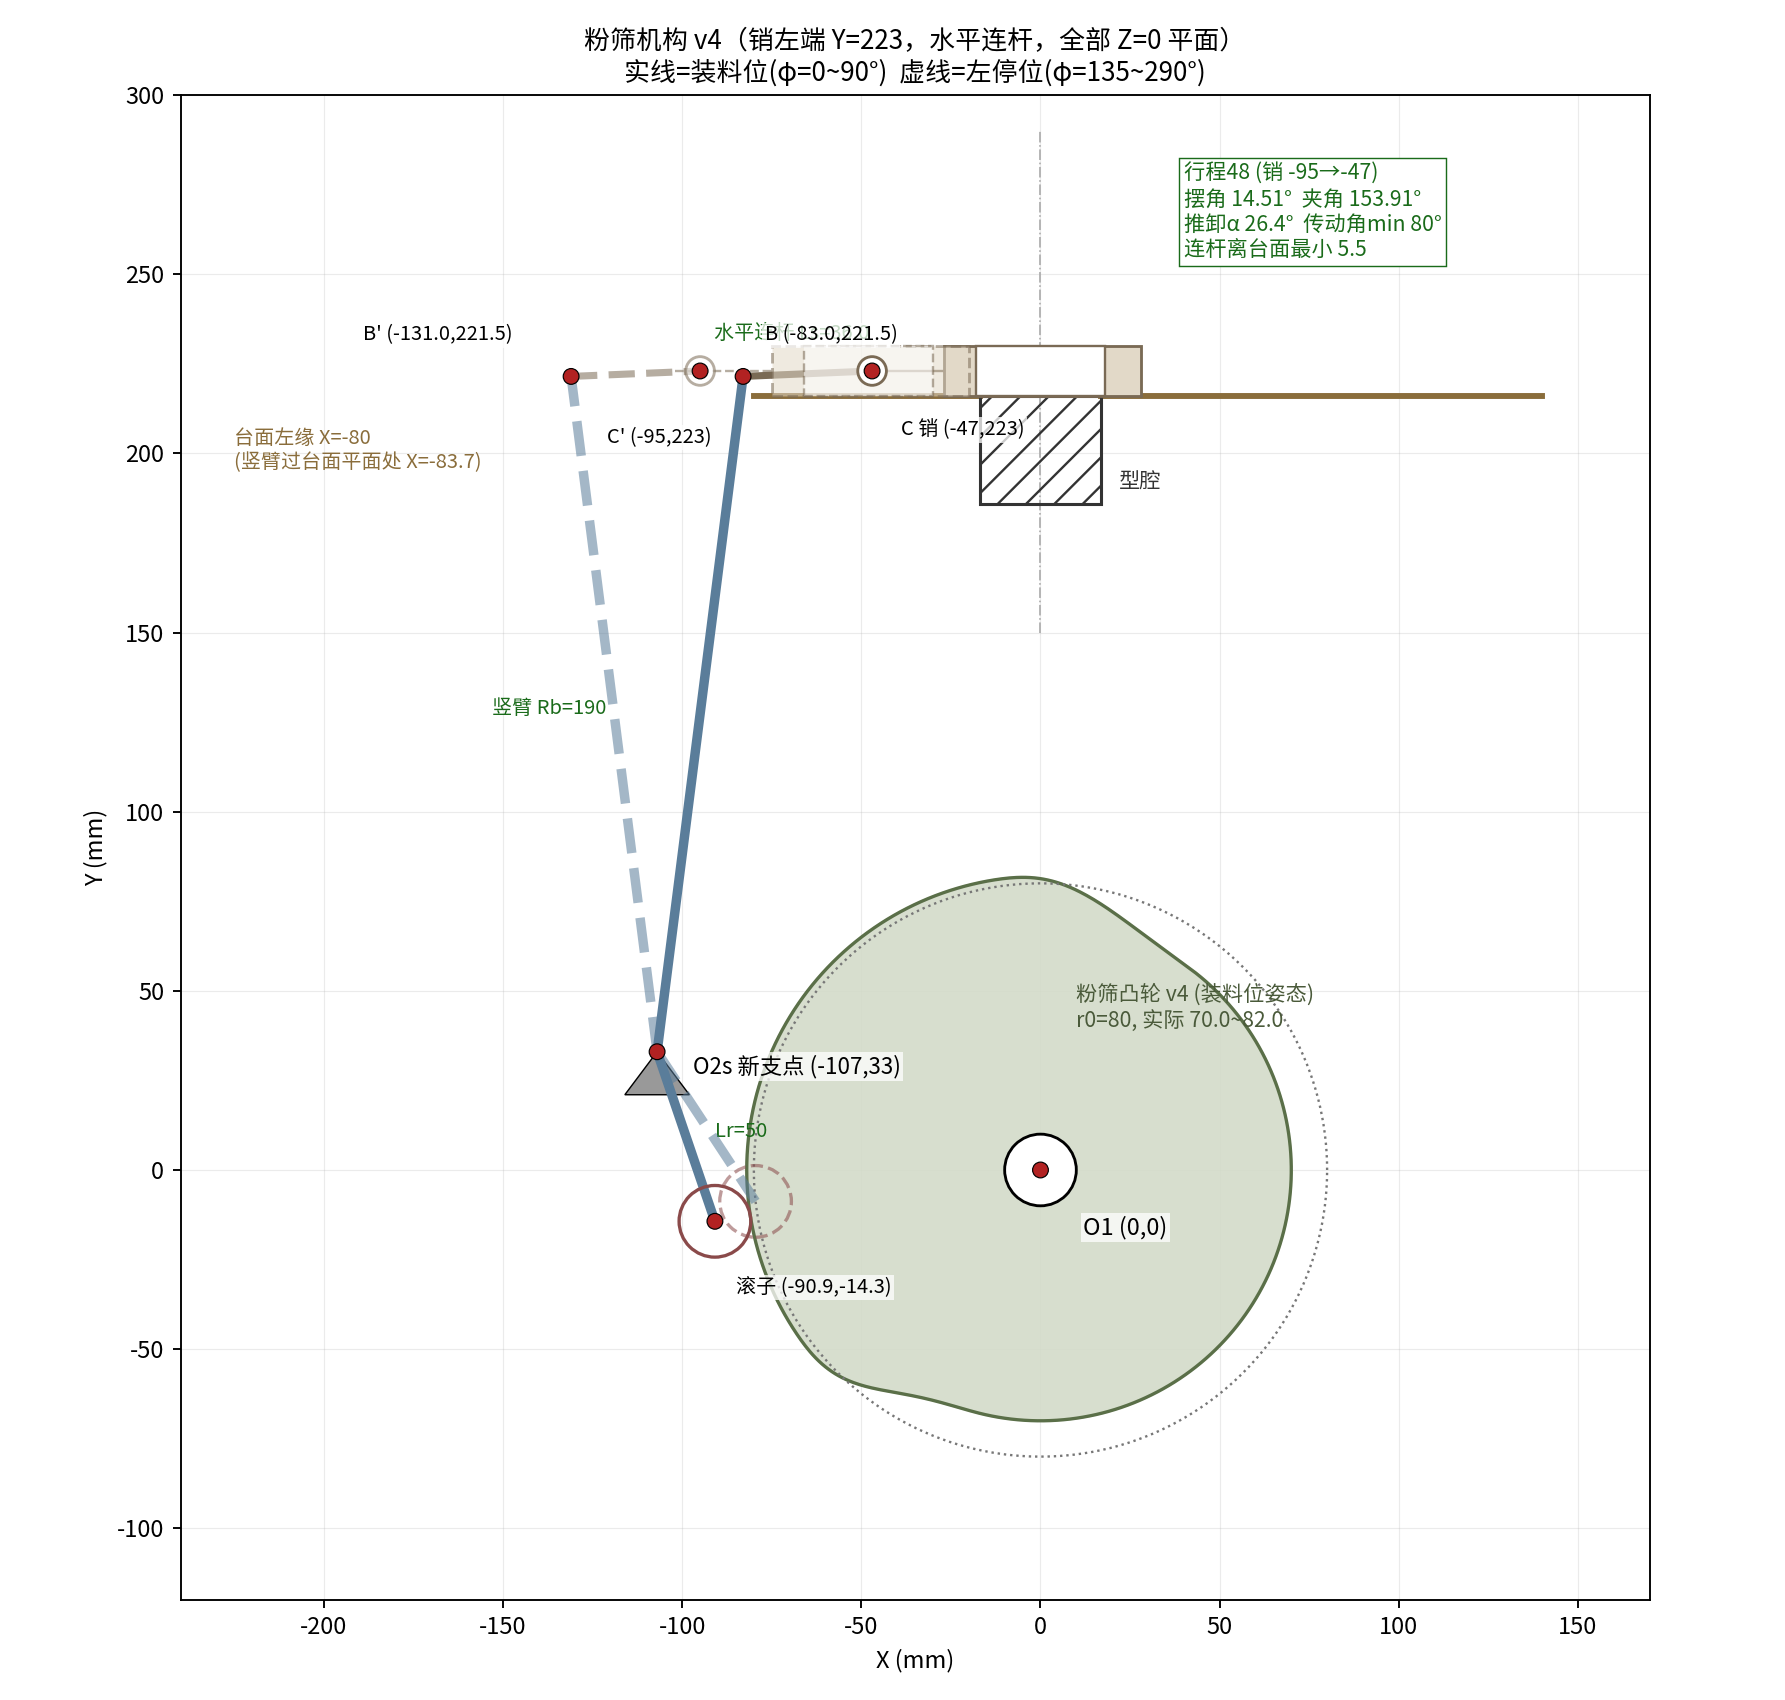 粉筛机构 v4（销左端 Y=223，水平连杆，全部 Z=0 平面）
实线=装料位(φ=0~90°) 虚线=左停位(φ=135~290°)
300
250
200
150
100
50
0
-50
-100
Y (mm)
行程48 (销 -95→-47)
摆角 14.51° 夹角 153.91°
推卸α 26.4° 传动角min 80°
连杆离台面最小 5.5
B' (-131.0,221.5)
水平连
B (-83.0,221.5)
台面左缘 X=-80
(竖臂过台面平面处 X=-83.7)
C' (-95,223)
C 销 (-47,223)
型腔
竖臂 Rb=190
粉筛凸轮 v4 (装料位姿态)
r0=80, 实际 70.0~82.0
O2s 新支点 (-107,33)
Lr=50
O1 (0,0)
滚子 (-90.9,-14.3)
-200
-150
-100
-50
0
50
100
150
X (mm)